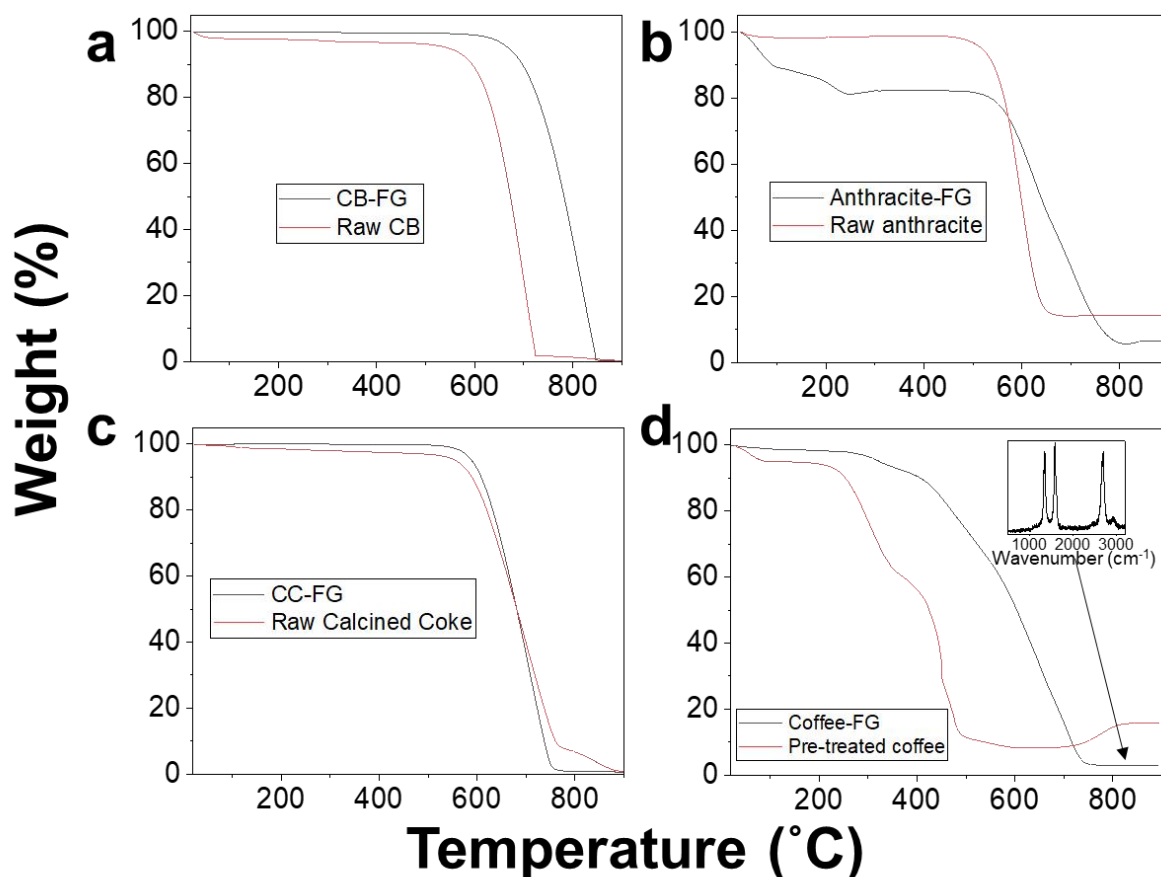 Weight (%)
a
100
80
60
40
20
0
CB-FG
Raw CB
200 400 600 800
b
100
80
60
40
20
0
Anthracite-FG
Raw anthracite
200 400 600 800
c
100
80
60
40
20
0
CC-FG
Raw Calcined Coke
200 400 600 800
d
100
80
60
40
20
0
1000 2000 3000
Wavenumber (cm-1)
Coffee-FG
Pre-treated coffee
200 400 600 800
Temperature (˚C)